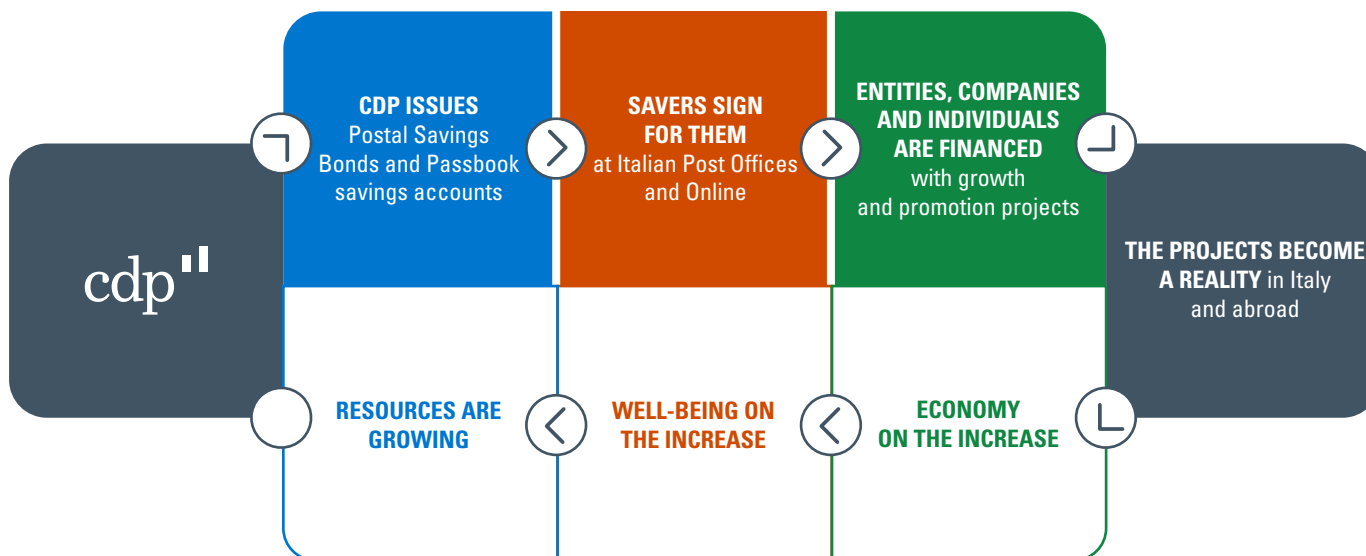 cdp
CDP ISSUES
Postal Savings
Bonds and Passbook
savings accounts
SAVERS SIGN
FOR THEM
at Italian Post Offices
and Online
ENTITIES, COMPANIES
AND INDIVIDUALS
ARE FINANCED
with growth
and promotion projects
THE PROJECTS BECOME
A REALITY in Italy
and abroad
RESOURCES ARE
GROWING
WELL-BEING ON
THE INCREASE
ECONOMY
ON THE INCREASE